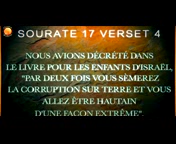 SOURATE 17 VERSET 4
NOUS AVIONS DÉCRÉTÉ DANS
LE LIVRE POUR LES ENFANTS D'ISRAËL,
"PAR DEUX FOIS VOUS SÈMEREZ
LA CORRUPTION SUR TERRE ET VOUS
ALLEZ ÊTRE HAUTAIN
D'UNE FAÇON EXTRÊME".